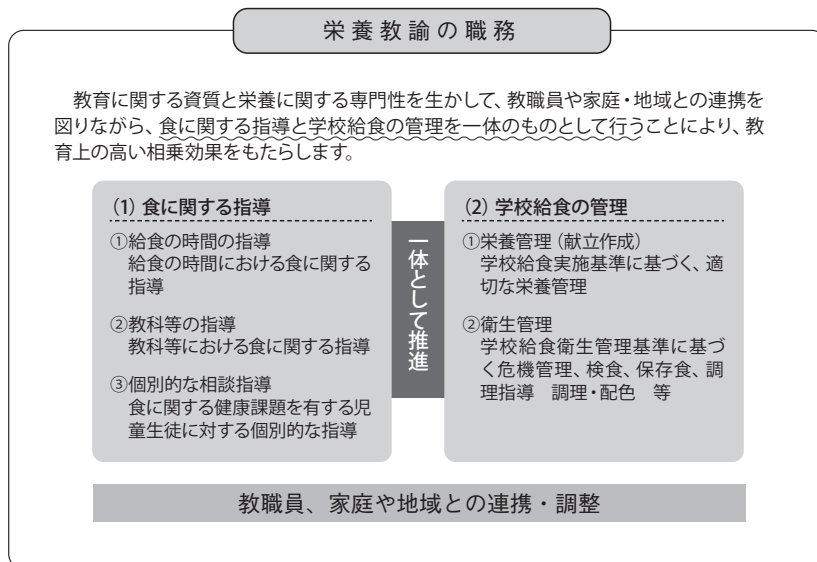 栄養教諭の職務
教育に関する資質と栄養に関する専門性を生かして、教職員や家庭・地域との連携を
図りながら、食に関する指導と学校給食の管理を一体のものとして行うことにより、教
育上の高い相乗効果をもたらします。
(1) 食に関する指導
①給食の時間の指導
給食の時間における食に関する
指導
②教科等の指導
教科等における食に関する指導
③個別的な相談指導
食に関する健康課題を有する児
童生徒に対する個別的な指導
一体として推進
(2) 学校給食の管理
①栄養管理（献立作成）
学校給食実施基準に基づく、適
切な栄養管理
②衛生管理
学校給食衛生管理基準に基づ
く危機管理、検食、保存食、調
理指導　調理・配色　等
教職員、家庭や地域との連携・調整